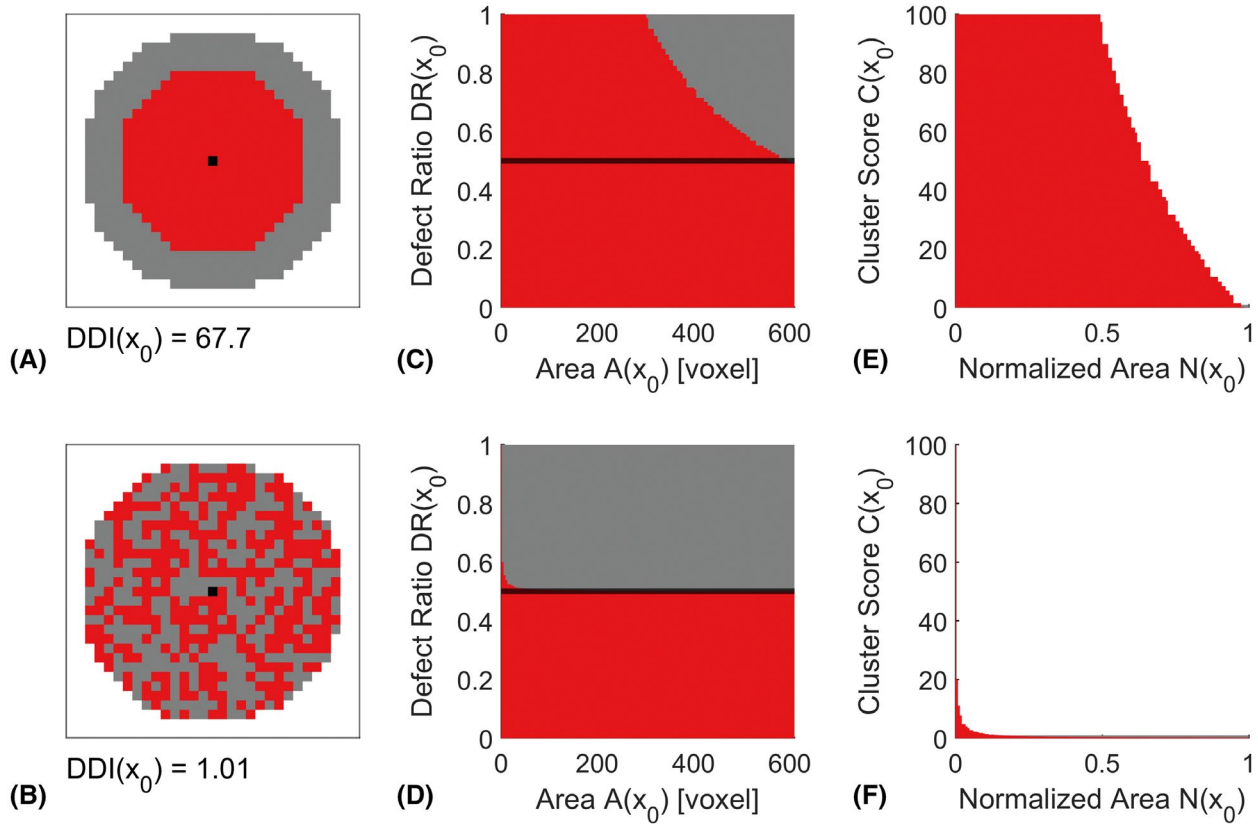 (A)
DDI(x0) = 67.7
(C)
Defect Ratio DR(x0)
1
0.8
0.6
0.4
0.2
0
0 200 400 600
Area A(x0) [voxel]
(E)
Cluster Score C(x0)
100
80
60
40
20
0
0 0.5 1
Normalized Area N(x0)
(B)
DDI(x0) = 1.01
(D)
Defect Ratio DR(x0)
1
0.8
0.6
0.4
0.2
0
0 200 400 600
Area A(x0) [voxel]
(F)
Cluster Score C(x0)
100
80
60
40
20
0
0 0.5 1
Normalized Area N(x0)